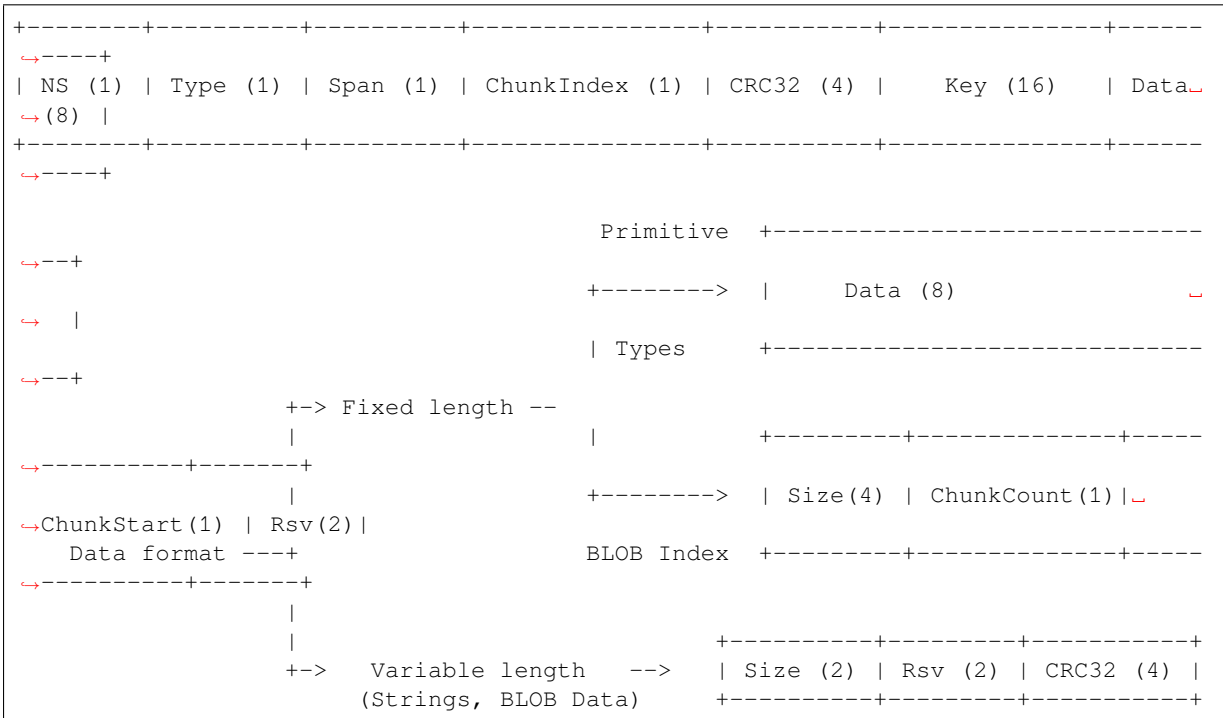 +--------+----------+----------+----------------+-----------+---------------+------
↪----+
| NS (1) | Type (1) | Span (1) | ChunkIndex (1) | CRC32 (4) |    Key (16)    | Data␣
↪(8) |
+--------+----------+----------+----------------+-----------+---------------+------
↪----+
                                         Primitive  +------------------------------
↪--+
                                        +-------->  |     Data (8)                 ␣
↪  |
                                        | Types     +------------------------------
↪--+
                   +-> Fixed length --
                   |                    |           +---------+--------------+-----
↪----------+-------+
                   |                    +-------->  | Size(4) | ChunkCount(1)|␣
↪ChunkStart(1) | Rsv(2)|
    Data format ---+                    BLOB Index  +---------+--------------+-----
↪----------+-------+
                   |
                   |                             +----------+---------+-----------+
                   +->   Variable length   -->   | Size (2) | Rsv (2) | CRC32 (4) |
                        (Strings, BLOB Data)     +----------+---------+-----------+